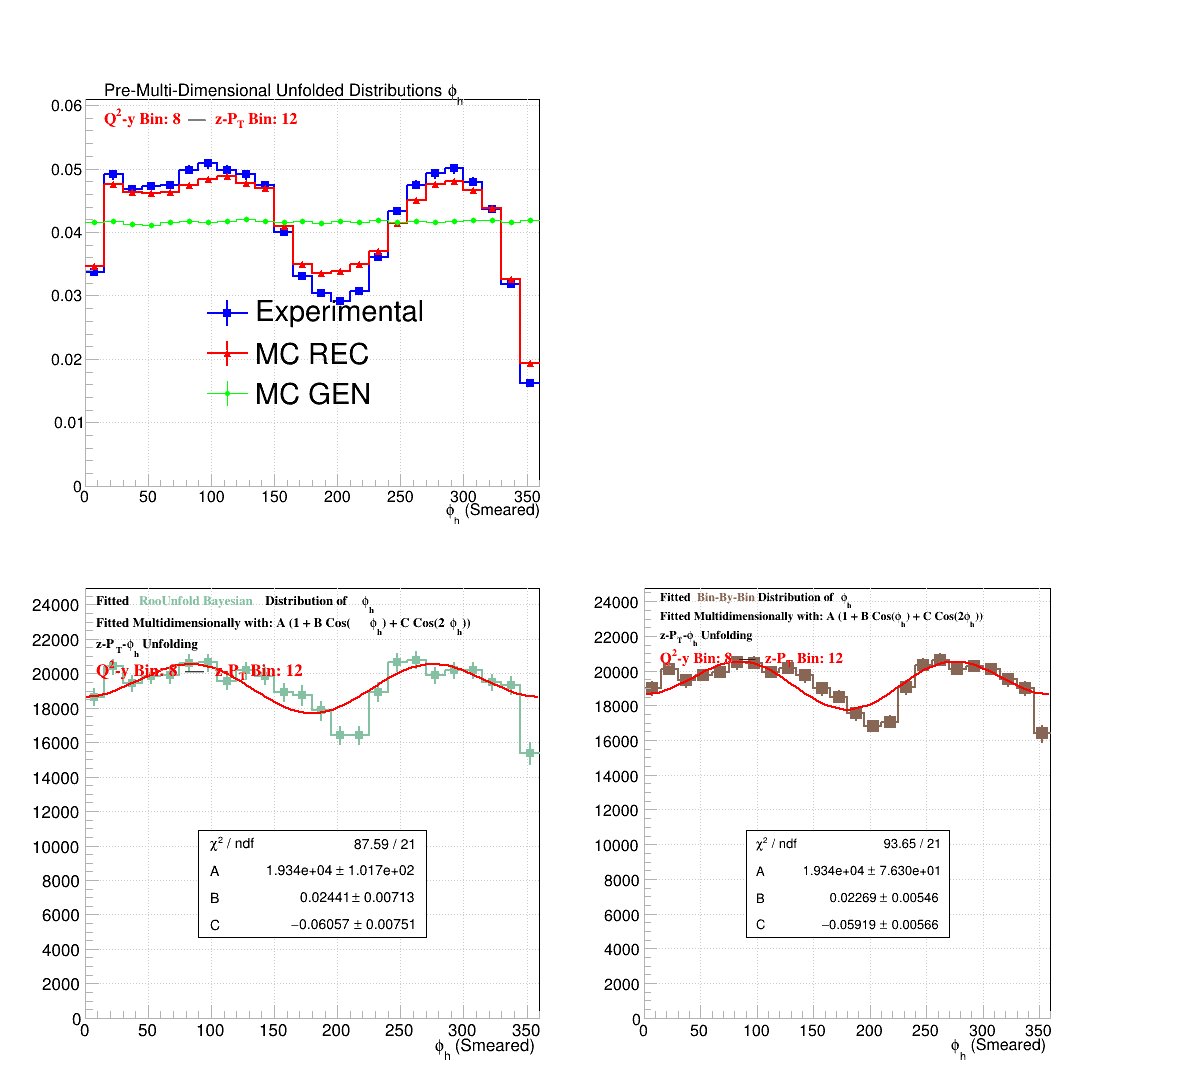 Pre-Multi-Dimensional Unfolded Distributions ϕh
Q²-y Bin: 8 — z-PT Bin: 12
0.06
0.05
0.04
0.03
0.02
0.01
0
Experimental
MC REC
MC GEN
0 50 100 150 200 250 300 350
ϕh (Smeared)
Fitted RooUnfold Bayesian Distribution of ϕh
Fitted Multidimensionally with: A (1 + B Cos( ϕh) + C Cos(2 ϕh))
z-PT-ϕh Unfolding
Q²-y Bin: 8 — z-PT Bin: 12
24000
22000
20000
18000
16000
14000
12000
10000
8000
6000
4000
2000
0
χ² / ndf 87.59 / 21
A 1.934e+04 ± 1.017e+02
B 0.02441 ± 0.00713
C −0.06057 ± 0.00751
0 50 100 150 200 250 300 350
ϕh (Smeared)
Fitted Bin-By-Bin Distribution of ϕh
Fitted Multidimensionally with: A (1 + B Cos(ϕh) + C Cos(2ϕh))
z-PT-ϕh Unfolding
Q²-y Bin: 8 — z-PT Bin: 12
24000
22000
20000
18000
16000
14000
12000
10000
8000
6000
4000
2000
0
χ² / ndf 93.65 / 21
A 1.934e+04 ± 7.630e+01
B 0.02269 ± 0.00546
C −0.05919 ± 0.00566
0 50 100 150 200 250 300 350
ϕh (Smeared)